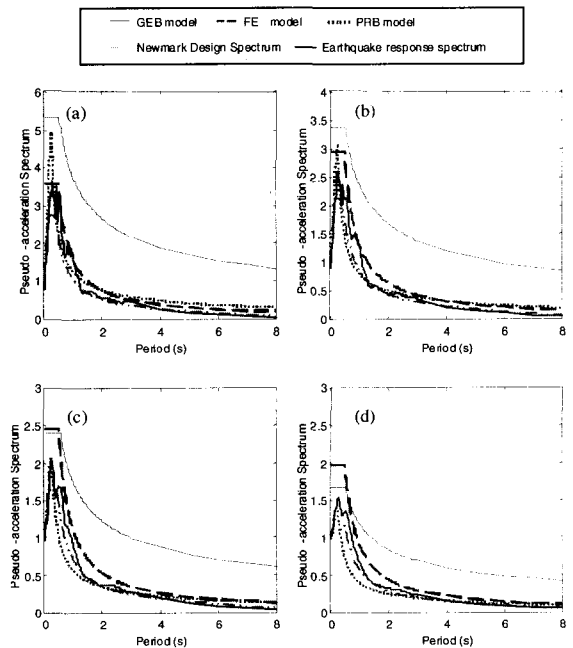 GEB model FE model PRB model
Newmark Design Spectrum Earthquake response spectrum
(a)
6
5
4
3
2
1
0
0 2 4 6 8
Pseudo -acceleration Spectrum
Period (s)
(b)
4
3.5
3
2.5
2
1.5
1
0.5
0
0 2 4 6 8
Pseudo -acceleration Spectrum
Period (s)
(c)
3
2.5
2
1.5
1
0.5
0
0 2 4 6 8
Pseudo -acceleration Spectrum
Period (s)
(d)
3
2.5
2
1.5
1
0.5
0
0 2 4 6 8
Pseudo -acceleration Spectrum
Period (s)